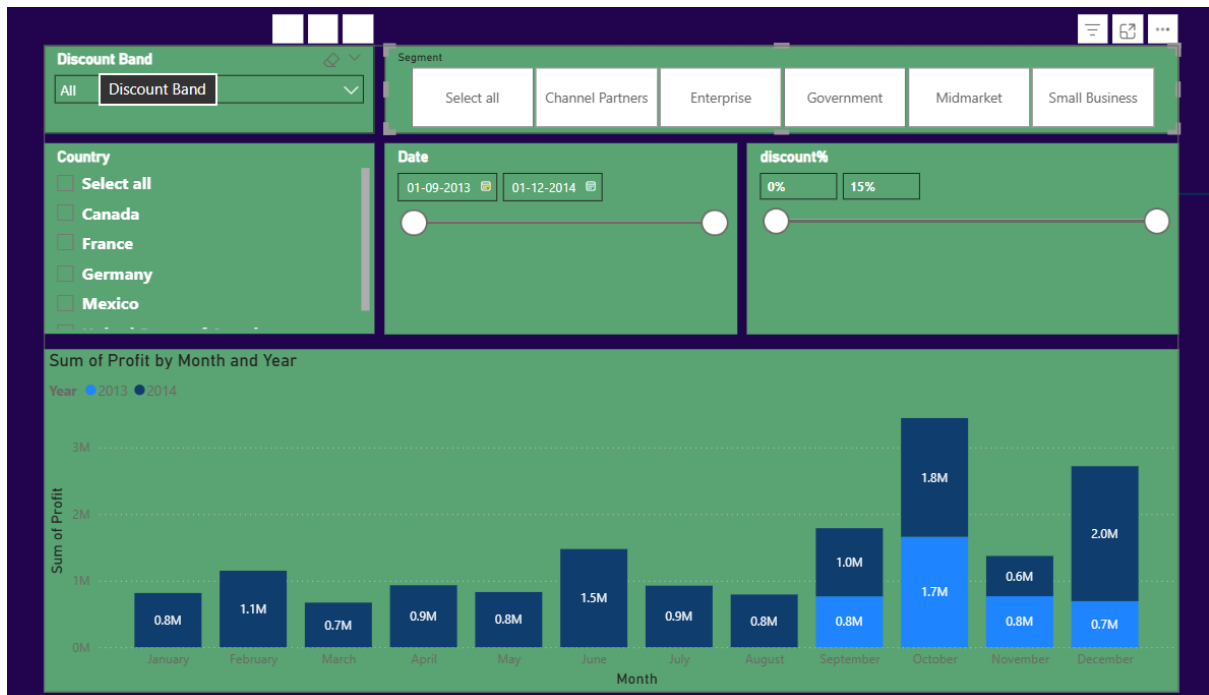 Discount Band
All
Discount Band
Segment
Select all
Channel Partners
Enterprise
Government
Midmarket
Small Business
Country
Select all
Canada
France
Germany
Mexico
Date
01-09-2013
01-12-2014
discount%
0%
15%
Sum of Profit by Month and Year
Year 2013 2014
Sum of Profit
3M
2M
1M
0M
0.8M
1.1M
0.7M
0.9M
0.8M
1.5M
0.9M
0.8M
1.0M
0.8M
1.8M
1.7M
0.6M
0.8M
2.0M
0.7M
January February March April May June July August September October November December
Month